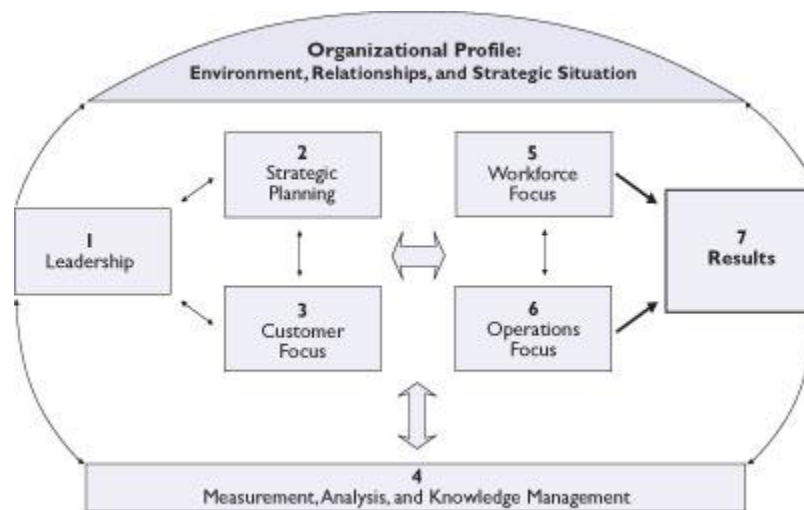 Organizational Profile:
Environment, Relationships, and Strategic Situation
1
Leadership
2
Strategic
Planning
3
Customer
Focus
5
Workforce
Focus
6
Operations
Focus
7
Results
4
Measurement, Analysis, and Knowledge Management